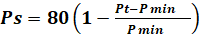 Ps = 80(1 − (Pt−P min)/(P min))